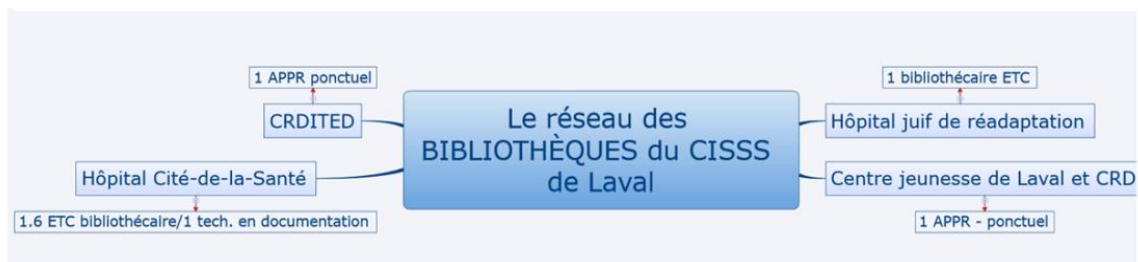 1 APPR ponctuel
CRDITED
Hôpital Cité-de-la-Santé
1.6 ETC bibliothécaire/1 tech. en documentation
Le réseau des
BIBLIOTHÈQUES du CISSS
de Laval
1 bibliothécaire ETC
Hôpital juif de réadaptation
Centre jeunesse de Laval et CRD
1 APPR - ponctuel